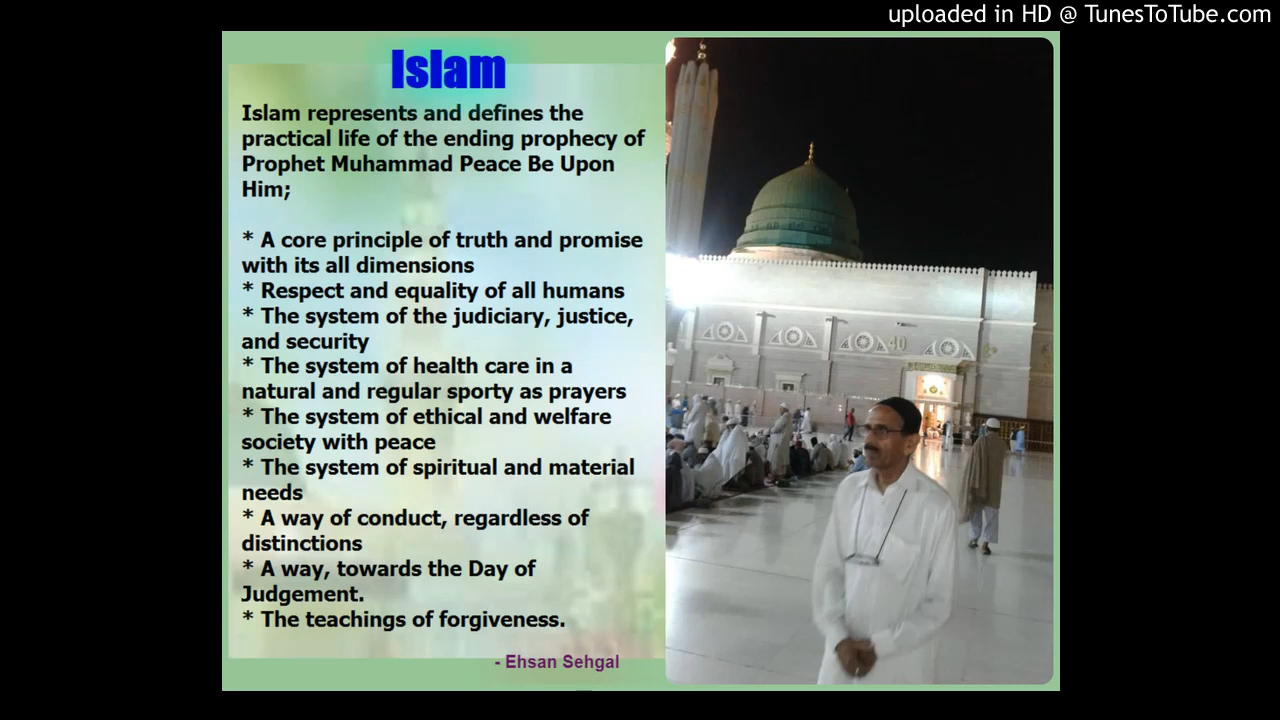 uploaded in HD @ TunesToTube.com
Islam
Islam represents and defines the
practical life of the ending prophecy of
Prophet Muhammad Peace Be Upon
Him;
* A core principle of truth and promise
with its all dimensions
* Respect and equality of all humans
* The system of the judiciary, justice,
and security
* The system of health care in a
natural and regular sporty as prayers
* The system of ethical and welfare
society with peace
* The system of spiritual and material
needs
* A way of conduct, regardless of
distinctions
* A way, towards the Day of
Judgement.
* The teachings of forgiveness.
- Ehsan Sehgal
40